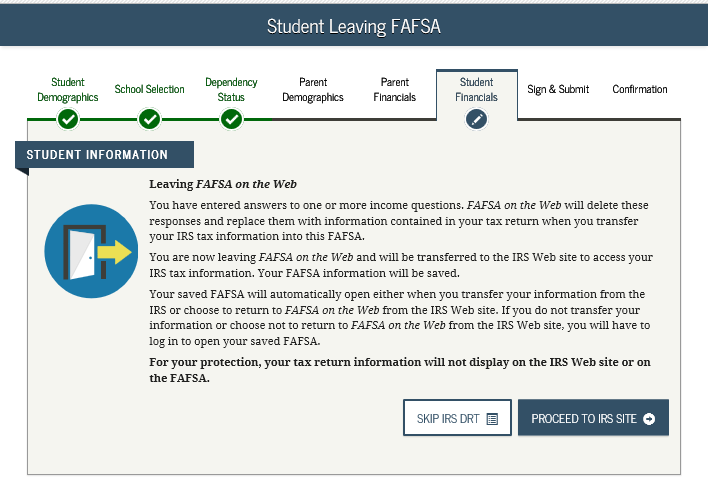 Student Leaving FAFSA
Student
Demographics
School Selection
Dependency
Status
Parent
Demographics
Parent
Financials
Student
Financials
Sign & Submit
Confirmation
STUDENT INFORMATION
Leaving FAFSA on the Web
You have entered answers to one or more income questions. FAFSA on the Web will delete these
responses and replace them with information contained in your tax return when you transfer
your IRS tax information into this FAFSA.
You are now leaving FAFSA on the Web and will be transferred to the IRS Web site to access your
IRS tax information. Your FAFSA information will be saved.
Your saved FAFSA will automatically open either when you transfer your information from the
IRS or choose to return to FAFSA on the Web from the IRS Web site. If you do not transfer your
information or choose not to return to FAFSA on the Web from the IRS Web site, you will have to
log in to open your saved FAFSA.
For your protection, your tax return information will not display on the IRS Web site or on
the FAFSA.
SKIP IRS DRT
PROCEED TO IRS SITE